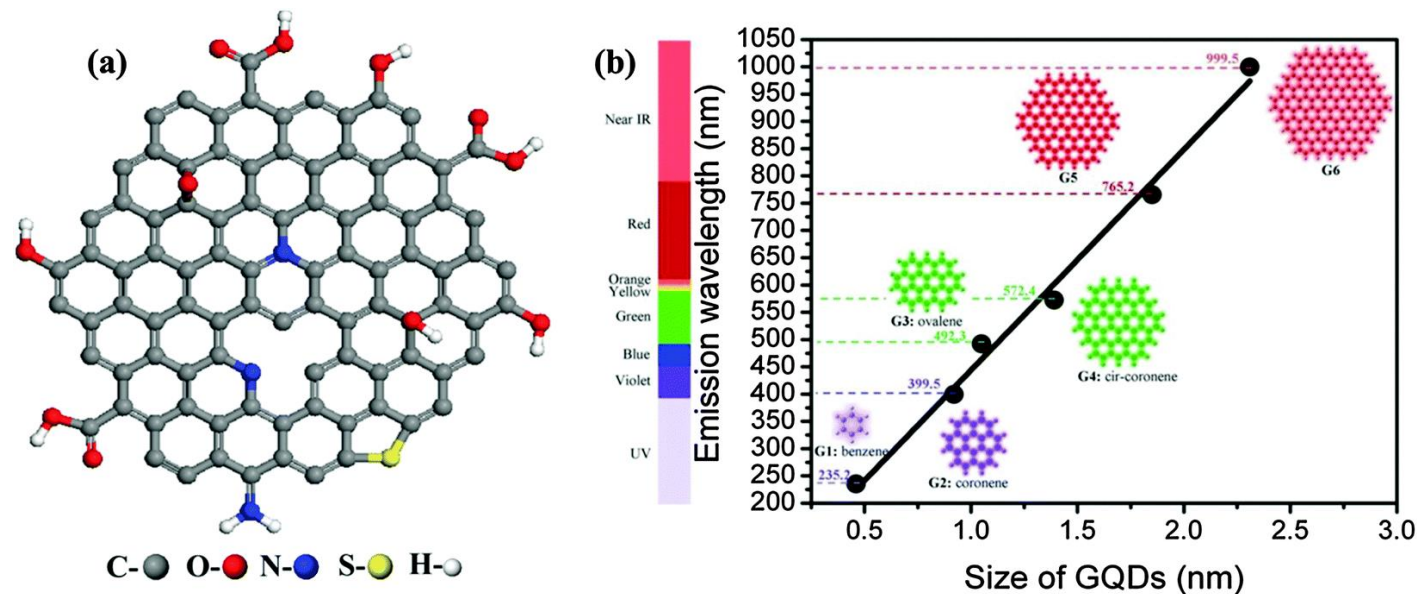 (a)
C- O- N- S- H-
(b)
Near IR
Red
Orange
Yellow
Green
Blue
Violet
UV
Emission wavelength (nm)
1050
1000
950
900
850
800
750
700
650
600
550
500
450
400
350
300
250
200
999.5
G5
G6
765.2
572.4
G3: ovalene
492.3
G4: cir-coronene
399.5
G1: benzene
G2: coronene
235.2
0.5 1.0 1.5 2.0 2.5 3.0
Size of GQDs (nm)